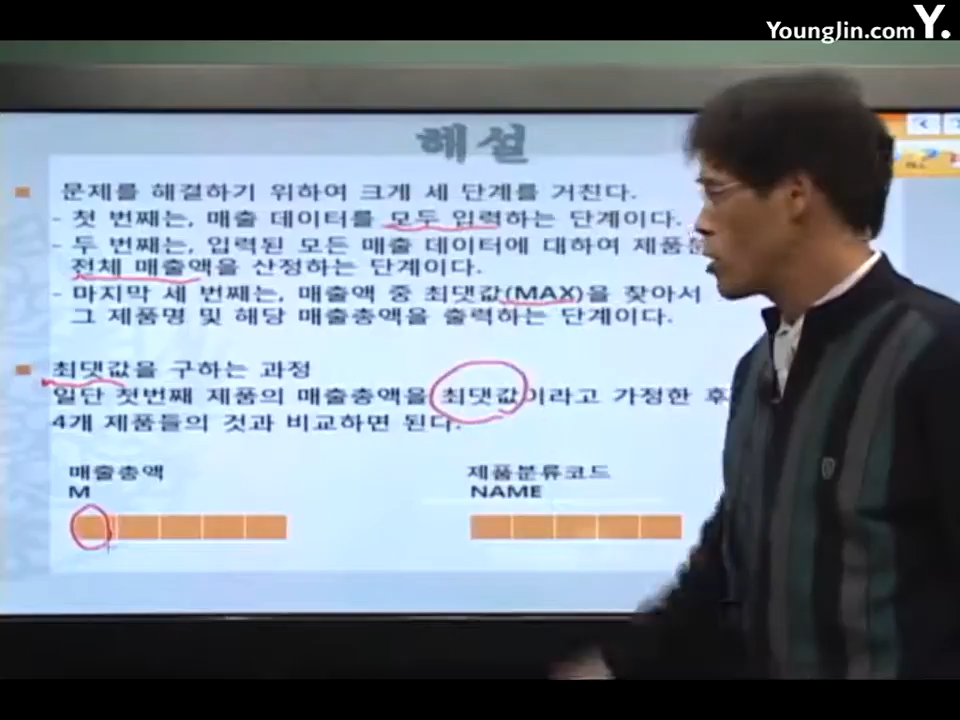 YoungJin.com Y.
해설
문제를 해결하기 위하여 크게 세 단계를 거친다.
- 첫 번째는, 매출 데이터를 모두 입력하는 단계이다.
- 두 번째는, 입력된 모든 매출 데이터에 대하여
전체 매출액을 산정하는 단계이다.
- 마지막 세 번째는, 매출액 중 최댓값(MAX)을 찾아서
그 제품명 및 해당 매출총액을 출력하는 단계이다.
최댓값을 구하는 과정
일단 첫번째 제품의 매출총액을 최댓값이라고 가정한 후
4개 제품들의 것과 비교하면 된다.
매출총액
M
제품분류코드
NAME